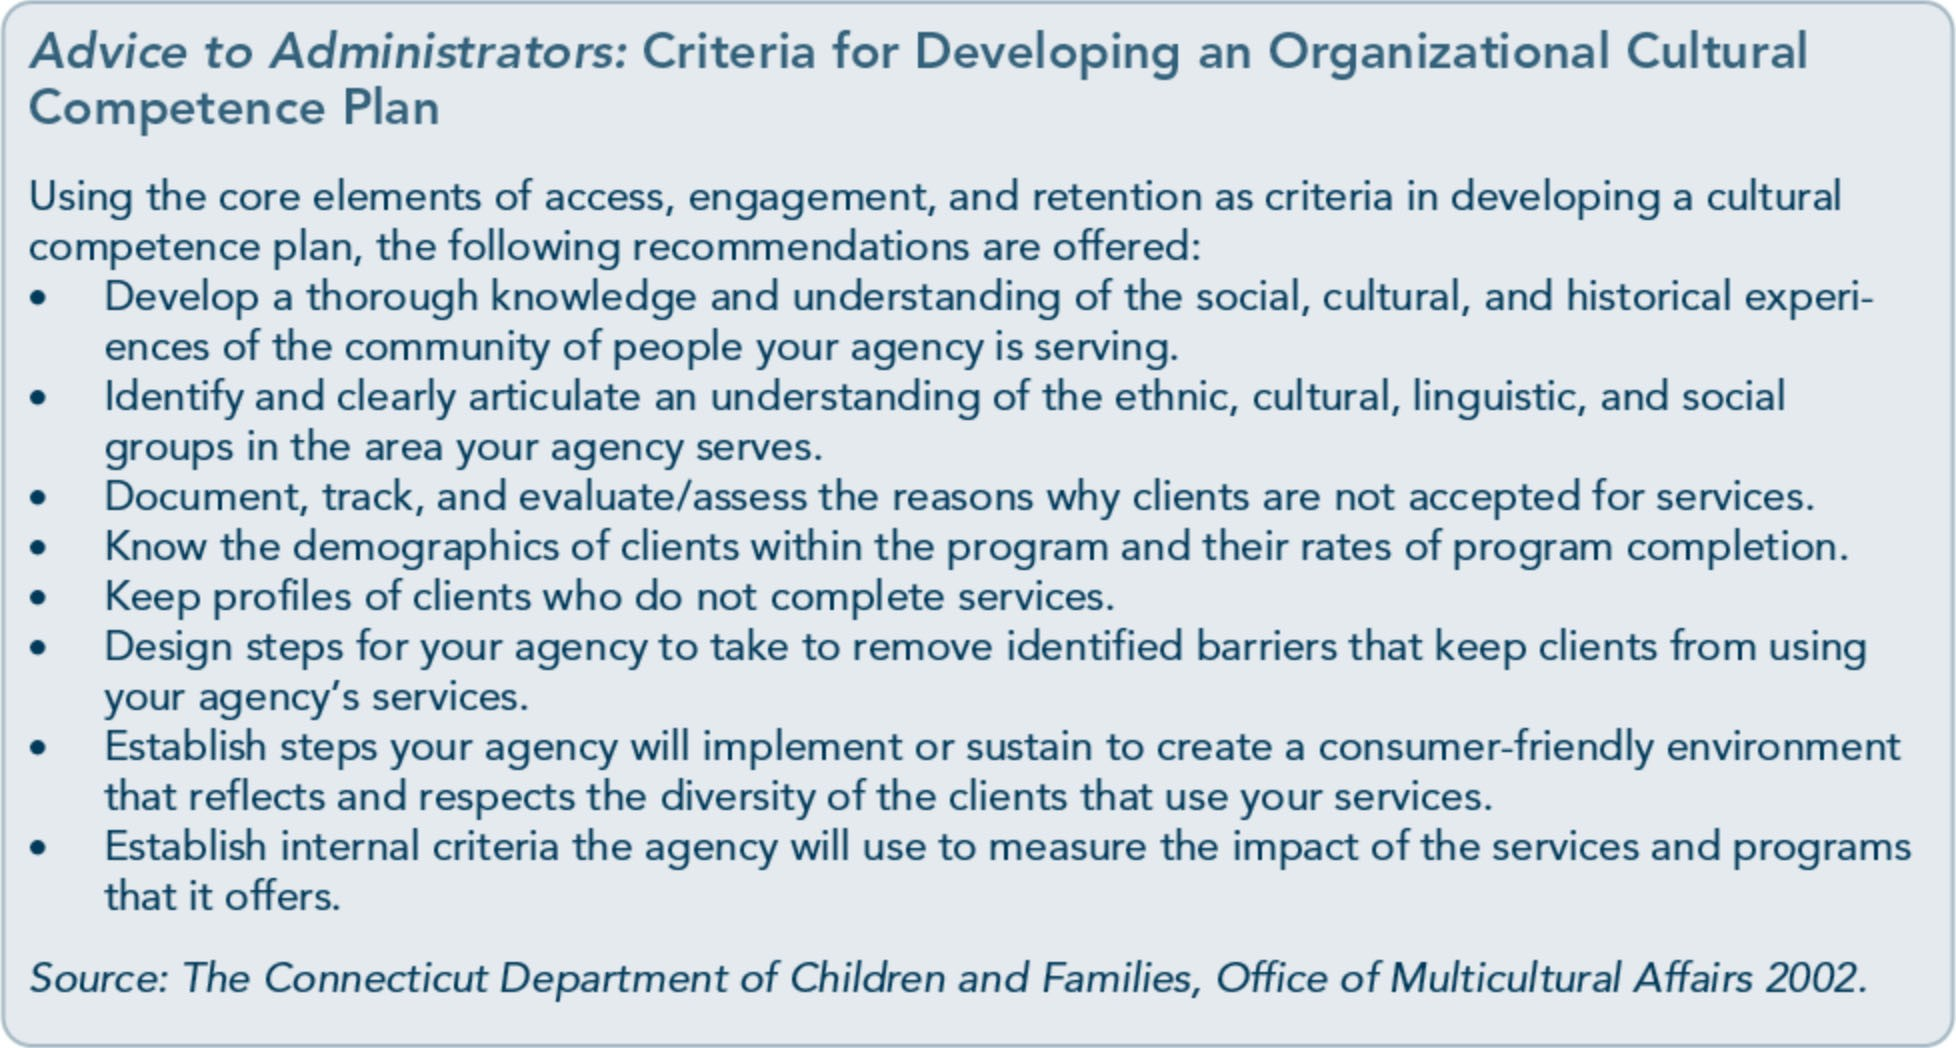 Advice to Administrators: Criteria for Developing an Organizational Cultural
Competence Plan
Using the core elements of access, engagement, and retention as criteria in developing a cultural
competence plan, the following recommendations are offered:
• Develop a thorough knowledge and understanding of the social, cultural, and historical experi-
ences of the community of people your agency is serving.
• Identify and clearly articulate an understanding of the ethnic, cultural, linguistic, and social
groups in the area your agency serves.
• Document, track, and evaluate/assess the reasons why clients are not accepted for services.
• Know the demographics of clients within the program and their rates of program completion.
• Keep profiles of clients who do not complete services.
• Design steps for your agency to take to remove identified barriers that keep clients from using
your agency’s services.
• Establish steps your agency will implement or sustain to create a consumer-friendly environment
that reflects and respects the diversity of the clients that use your services.
• Establish internal criteria the agency will use to measure the impact of the services and programs
that it offers.
Source: The Connecticut Department of Children and Families, Office of Multicultural Affairs 2002.